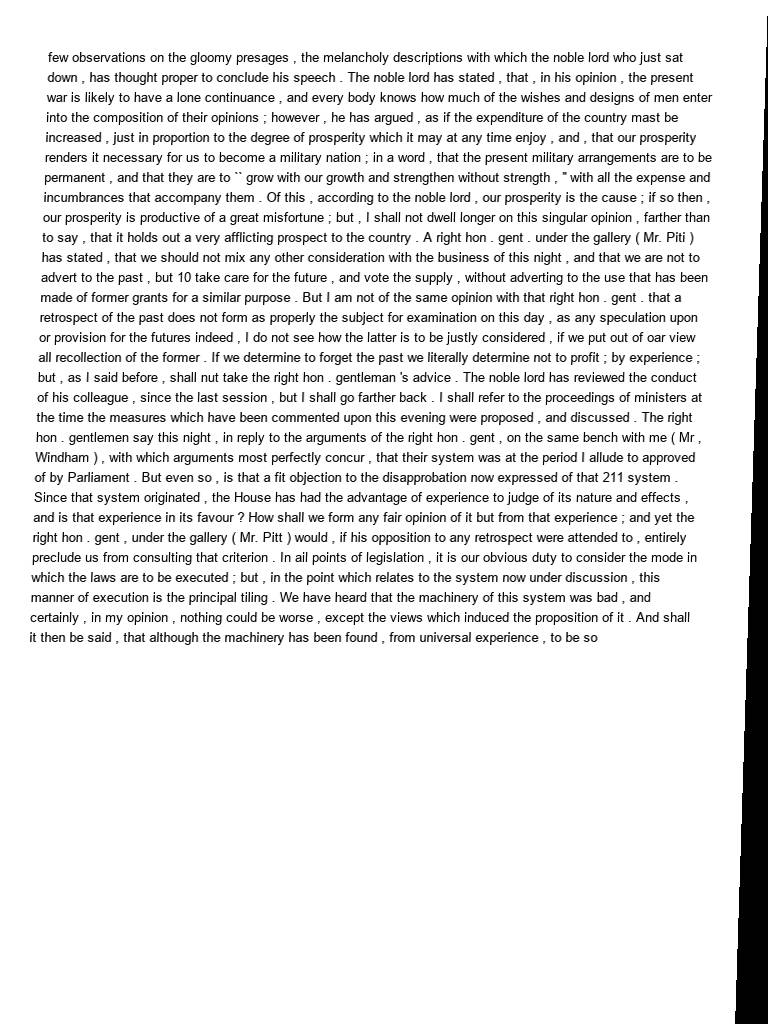 few observations on the gloomy presages , the melancholy descriptions with which the noble lord who just sat
down , has thought proper to conclude his speech . The noble lord has stated , that , in his opinion , the present
war is likely to have a lone continuance , and every body knows how much of the wishes and designs of men enter
into the composition of their opinions ; however , he has argued , as if the expenditure of the country mast be
increased , just in proportion to the degree of prosperity which it may at any time enjoy , and , that our prosperity
renders it necessary for us to become a military nation ; in a word , that the present military arrangements are to be
permanent , and that they are to `` grow with our growth and strengthen without strength , " with all the expense and
incumbrances that accompany them . Of this , according to the noble lord , our prosperity is the cause ; if so then ,
our prosperity is productive of a great misfortune ; but , I shall not dwell longer on this singular opinion , farther than
to say , that it holds out a very afflicting prospect to the country . A right hon . gent . under the gallery ( Mr. Piti )
has stated , that we should not mix any other consideration with the business of this night , and that we are not to
advert to the past , but 10 take care for the future , and vote the supply , without adverting to the use that has been
made of former grants for a similar purpose . But I am not of the same opinion with that right hon . gent . that a
retrospect of the past does not form as properly the subject for examination on this day , as any speculation upon
or provision for the futures indeed , I do not see how the latter is to be justly considered , if we put out of oar view
all recollection of the former . If we determine to forget the past we literally determine not to profit ; by experience ;
but , as I said before , shall nut take the right hon . gentleman 's advice . The noble lord has reviewed the conduct
of his colleague , since the last session , but I shall go farther back . I shall refer to the proceedings of ministers at
the time the measures which have been commented upon this evening were proposed , and discussed . The right
hon . gentlemen say this night , in reply to the arguments of the right hon . gent , on the same bench with me ( Mr ,
Windham ) , with which arguments most perfectly concur , that their system was at the period I allude to approved
of by Parliament . But even so , is that a fit objection to the disapprobation now expressed of that 211 system .
Since that system originated , the House has had the advantage of experience to judge of its nature and effects ,
and is that experience in its favour ? How shall we form any fair opinion of it but from that experience ; and yet the
right hon . gent , under the gallery ( Mr. Pitt ) would , if his opposition to any retrospect were attended to , entirely
preclude us from consulting that criterion . In ail points of legislation , it is our obvious duty to consider the mode in
which the laws are to be executed ; but , in the point which relates to the system now under discussion , this
manner of execution is the principal tiling . We have heard that the machinery of this system was bad , and
certainly , in my opinion , nothing could be worse , except the views which induced the proposition of it . And shall
it then be said , that although the machinery has been found , from universal experience , to be so